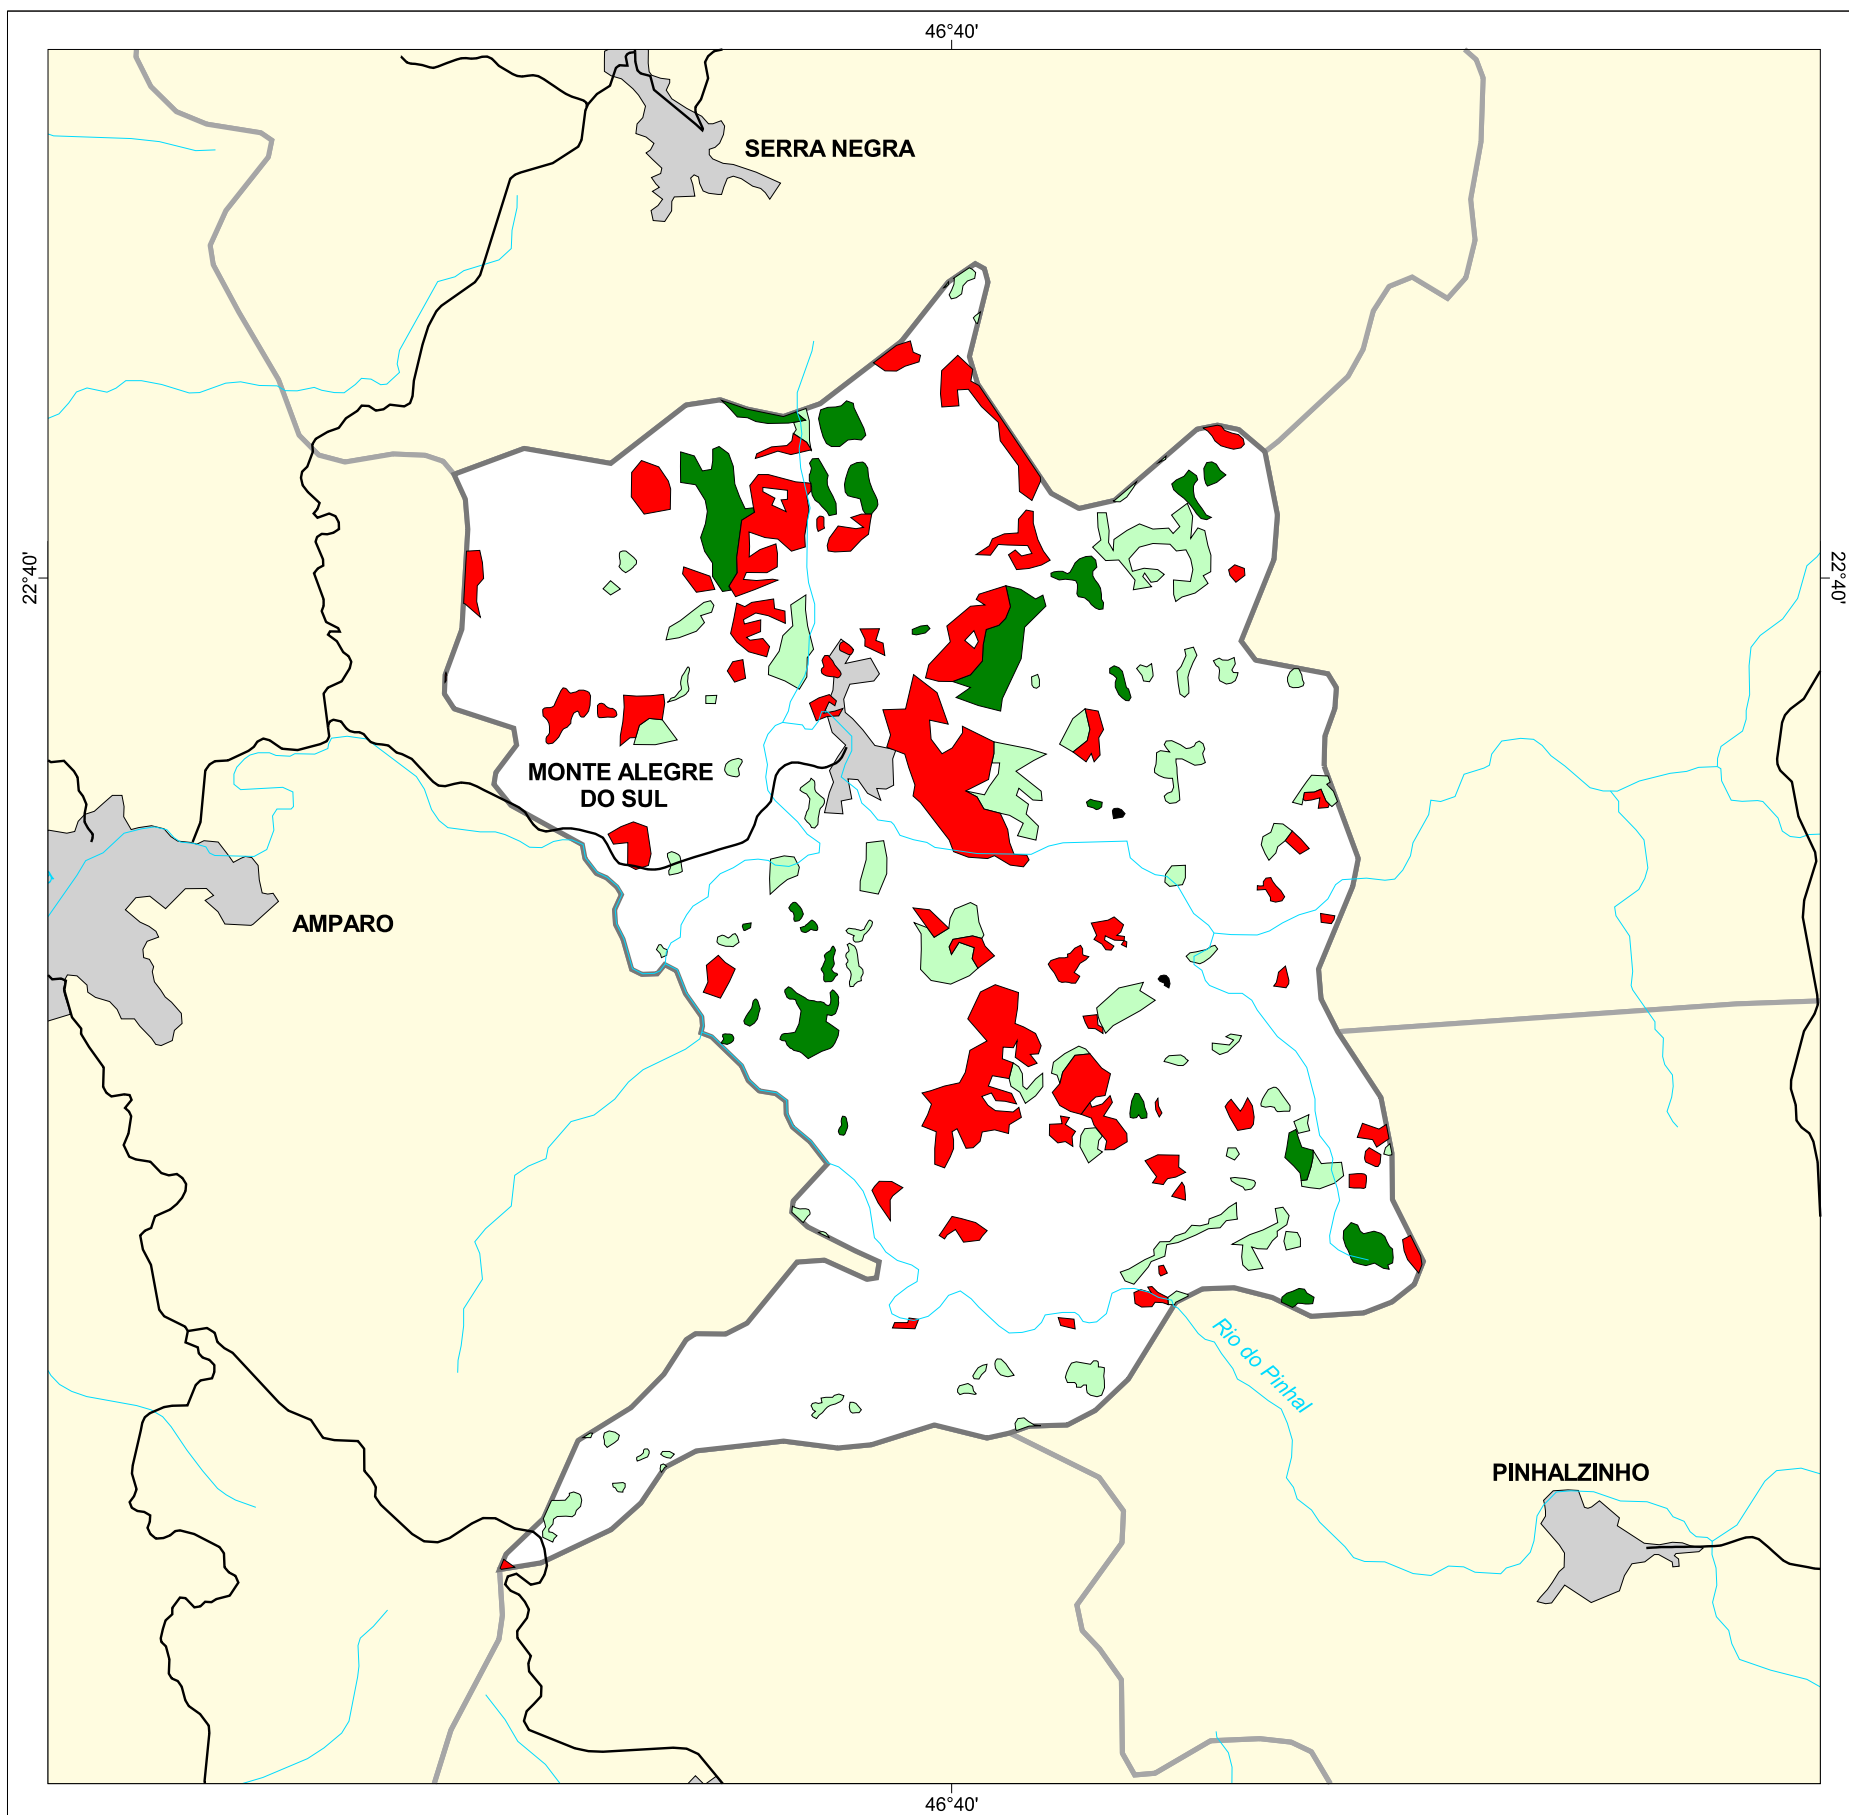 46°40'
SERRA NEGRA
22°40'
22°40'
MONTE ALEGRE
DO SUL
AMPARO
Rio do Pinhal
PINHALZINHO
46°40'